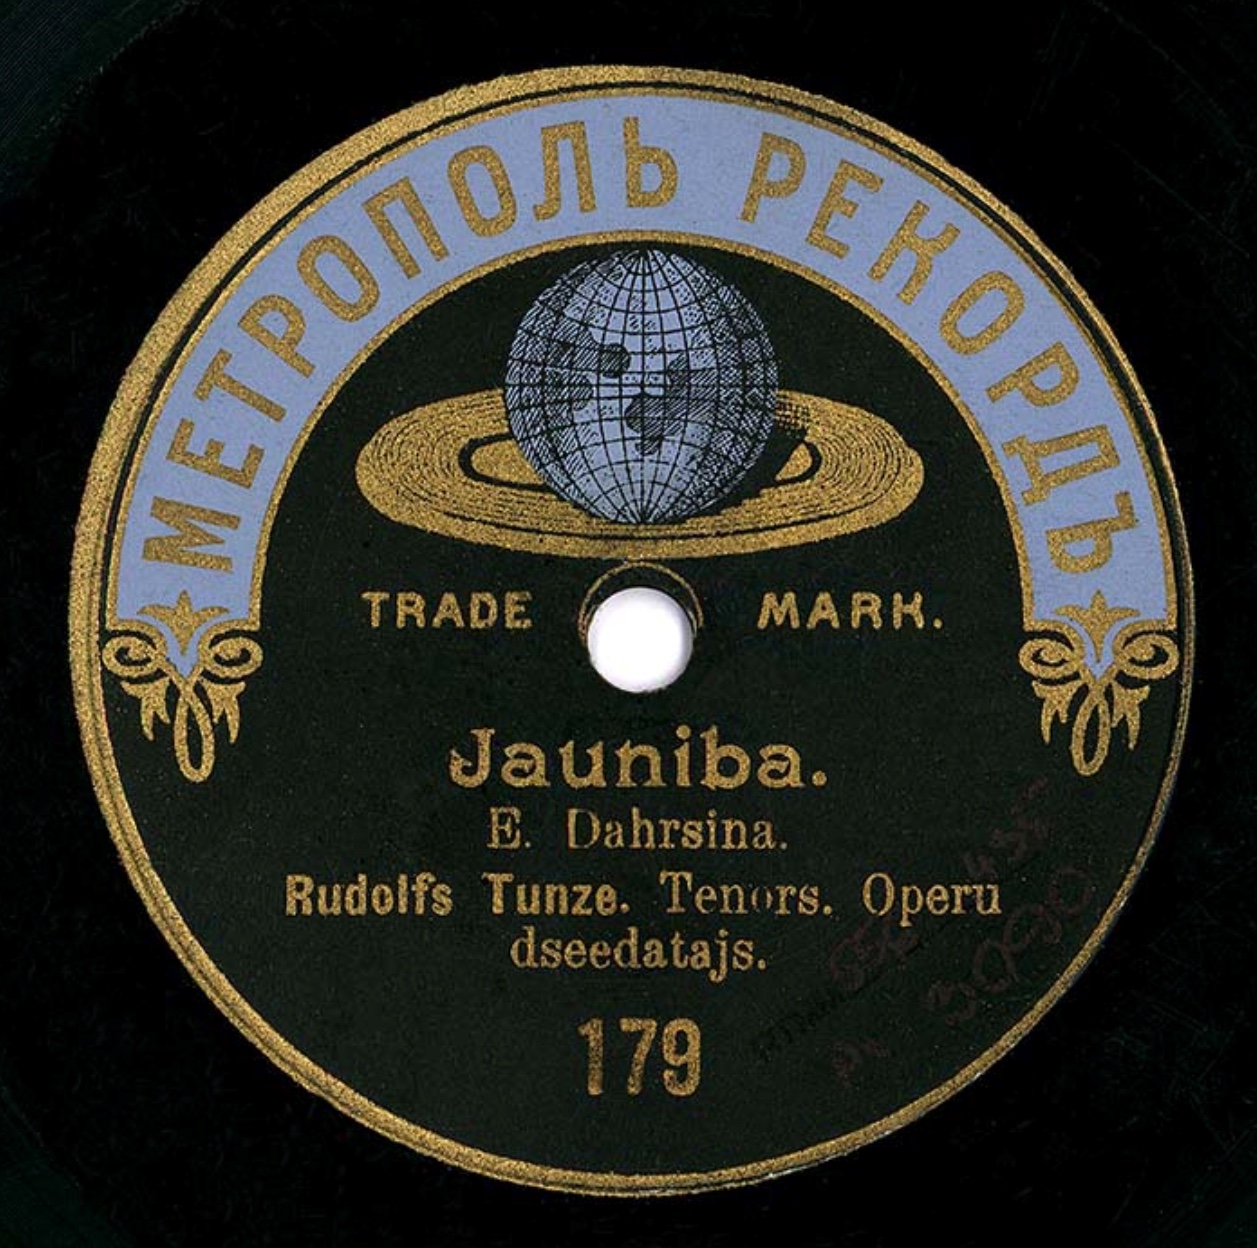 МЕТРОПОЛЬ РЕКОРДЪ
TRADE MARK.
Jauniba.
E. Dahrsina.
Rudolfs Tunze. Tenors. Operu
dseedatajs.
179